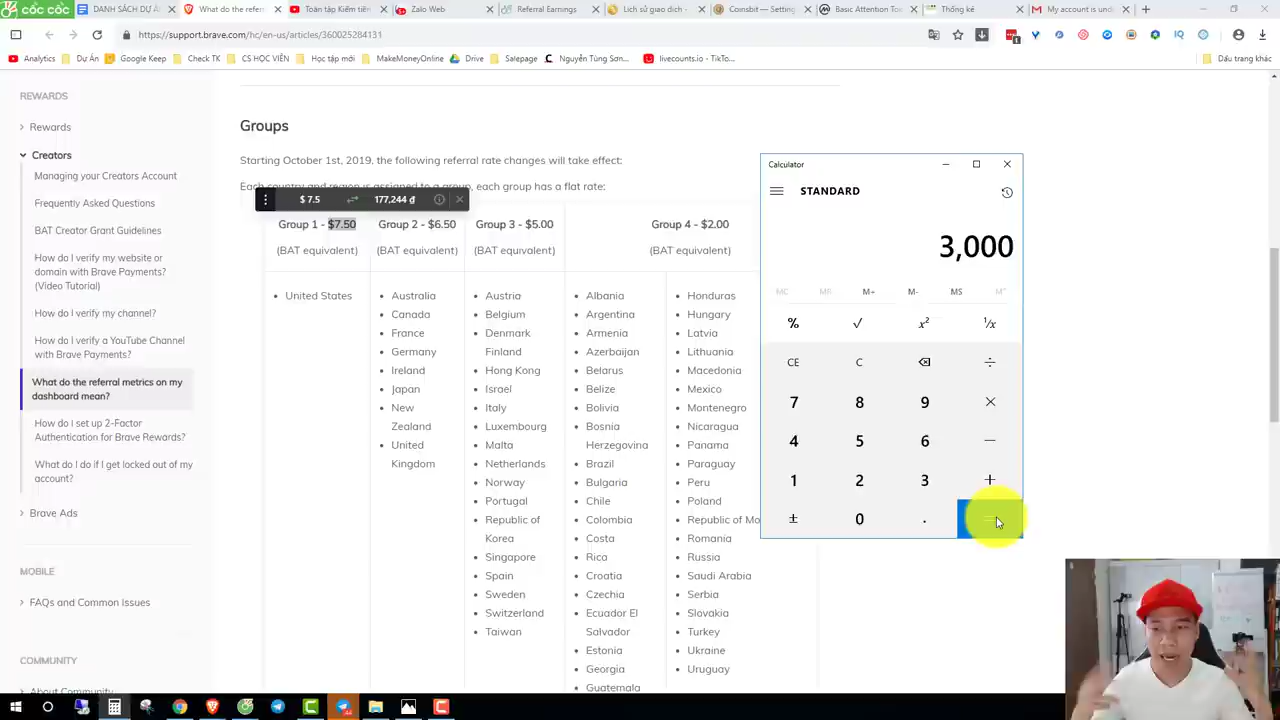 cốc cốc
DANH SÁCH DỰ Á
What do the referr
Toàn tập Kiếm tiền
Zalo Web
Referral Earnings
Lịch sử giao dịch -
Coinsbit — Setting
Basic Attention Tok
Thống kê
My account is und
https://support.brave.com/hc/en-us/articles/360025284131
Analytics
Dự Án
Google Keep
Check TK
CS HỌC VIÊN
Học tập mới
MakeMoneyOnline
Drive
Salepage
Nguyễn Tùng Sơn...
livecounts.io - TikTo...
Dấu trang khác
REWARDS
Rewards
Creators
Managing your Creators Account
Frequently Asked Questions
BAT Creator Grant Guidelines
How do I verify my website or
domain with Brave Payments?
(Video Tutorial)
How do I verify my channel?
How do I verify a YouTube Channel
with Brave Payments?
What do the referral metrics on my
dashboard mean?
How do I set up 2-Factor
Authentication for Brave Rewards?
What do I do if I get locked out of my
account?
Brave Ads
MOBILE
FAQs and Common Issues
COMMUNITY
About Community
Groups
Starting October 1st, 2019, the following referral rate changes will take effect:
Each country and region is assigned to a group, each group has a flat rate:
$ 7.5
177,244 đ
Group 1 - $7.50
(BAT equivalent)
United States
Group 2 - $6.50
(BAT equivalent)
Australia
Canada
France
Germany
Ireland
Japan
New
Zealand
United
Kingdom
Group 3 - $5.00
(BAT equivalent)
Austria
Belgium
Denmark
Finland
Hong Kong
Israel
Italy
Luxembourg
Malta
Netherlands
Norway
Portugal
Republic of
Korea
Singapore
Spain
Sweden
Switzerland
Taiwan
Group 4 - $2.00
(BAT equivalent)
Albania
Argentina
Armenia
Azerbaijan
Belarus
Belize
Bolivia
Bosnia
Herzegovina
Brazil
Bulgaria
Chile
Colombia
Costa
Rica
Croatia
Czechia
Ecuador El
Salvador
Estonia
Georgia
Guatemala
Honduras
Hungary
Latvia
Lithuania
Macedonia
Mexico
Montenegro
Nicaragua
Panama
Paraguay
Peru
Poland
Republic of Mo
Romania
Russia
Saudi Arabia
Serbia
Slovakia
Turkey
Ukraine
Uruguay
Calculator
STANDARD
3,000
MC MR M+ M- MS M˅
% √ x² ¹/x
CE C ÷
7 8 9 ×
4 5 6 −
1 2 3 +
± 0 . =